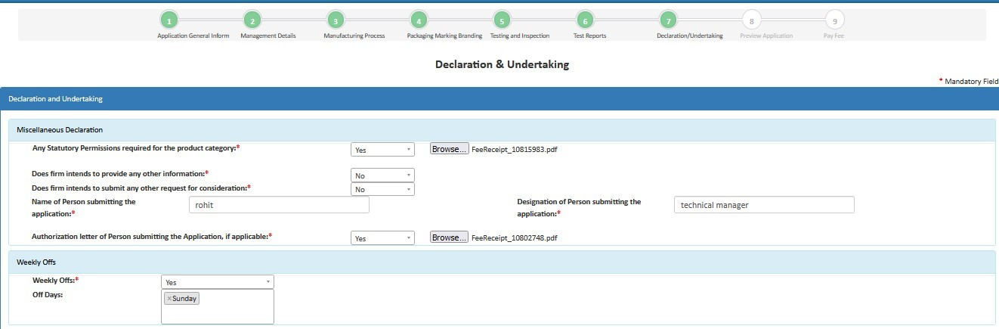 1 2 3 4 5 6 7 8 9
Application General Inform Management Details Manufacturing Process Packaging Marking Branding Testing and Inspection Test Reports Declaration/Undertaking Preview Application Pay Fee
Declaration & Undertaking
* Mandatory Field
Declaration and Undertaking
Miscellaneous Declaration
Any Statutory Permissions required for the product category:* Yes Browse... FeeReceipt_10815983.pdf
Does firm intends to provide any other information:* No
Does firm intends to submit any other request for consideration:* No
Name of Person submitting the
application:* rohit
Designation of Person submitting the
application:* technical manager
Authorization letter of Person submitting the Application, if applicable:* Yes Browse... FeeReceipt_10802748.pdf
Weekly Offs
Weekly Offs:* Yes
Off Days: ×Sunday